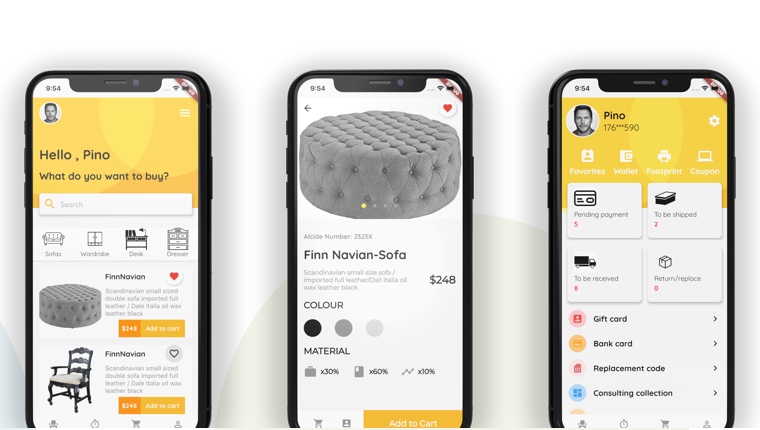 9:54
Hello , Pino
What do you want to buy?
Search
Sofas
Wardrobe
Desk
Dresser
FinnNavian
Scandinavian small sized
double sofa imported full
leather / Dale Italia oil wax
leather black
$248
Add to cart
FinnNavian
Scandinavian small sized
double sofa imported full
leather / Dale Italia oil wax
leather black
$248
Add to cart
9:54
Alcide Number: 2323X
Finn Navian-Sofa
Scandinavian small size sofa /
imported full leather/Dail italia oil
wax leather black
$248
COLOUR
MATERIAL
x30%
x60%
x10%
Add to Cart
9:54
Pino
176***590
Favorites
Wallet
Footprint
Coupon
Pending payment
5
To be shipped
2
To be received
8
Return/replace
0
Gift card
Bank card
Replacement code
Consulting collection